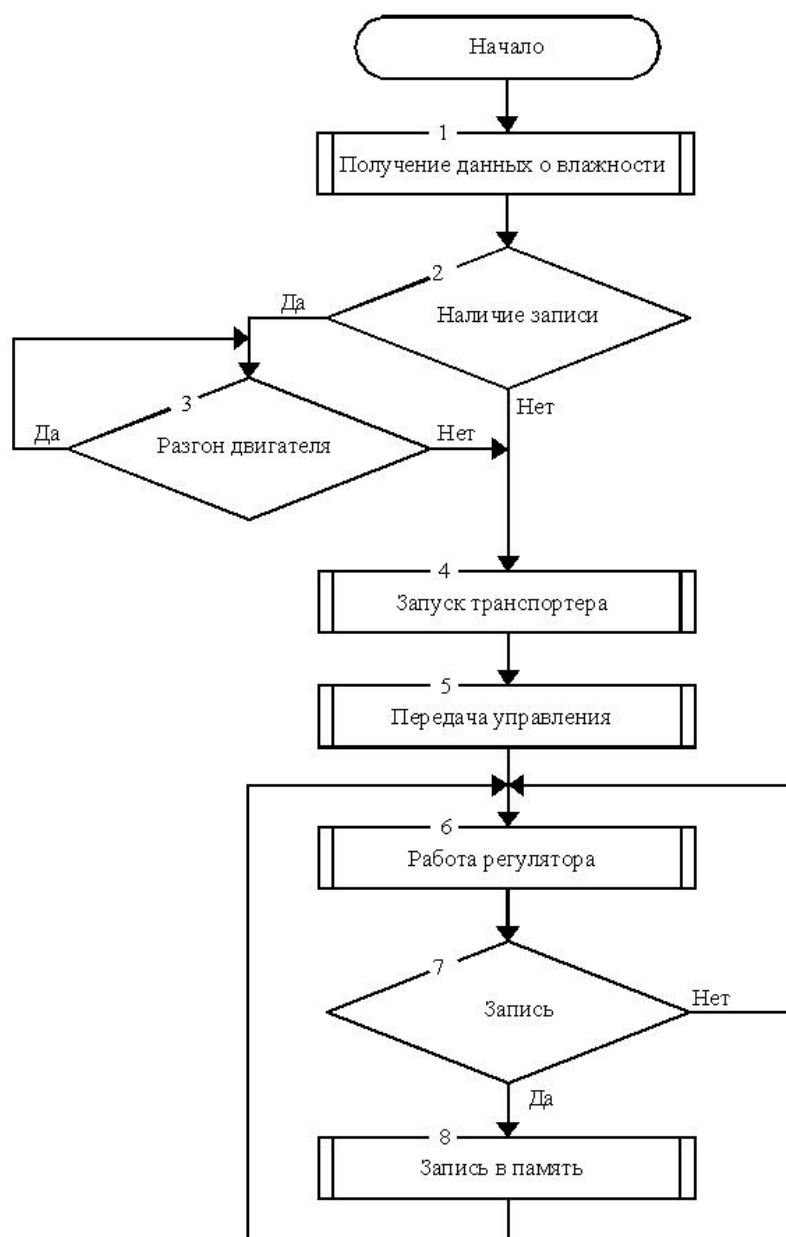 Начало
1
Получение данных о влажности
2
Да
Наличие записи
Нет
3
Да
Разгон двигателя
Нет
4
Запуск транспортера
5
Передача управления
6
Работа регулятора
7
Запись
Нет
Да
8
Запись в память